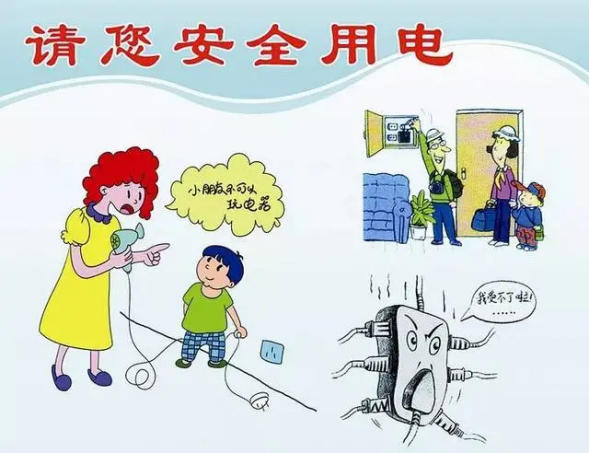 请您安全用电
小朋友不可以
玩电器
我受不了啦!
……